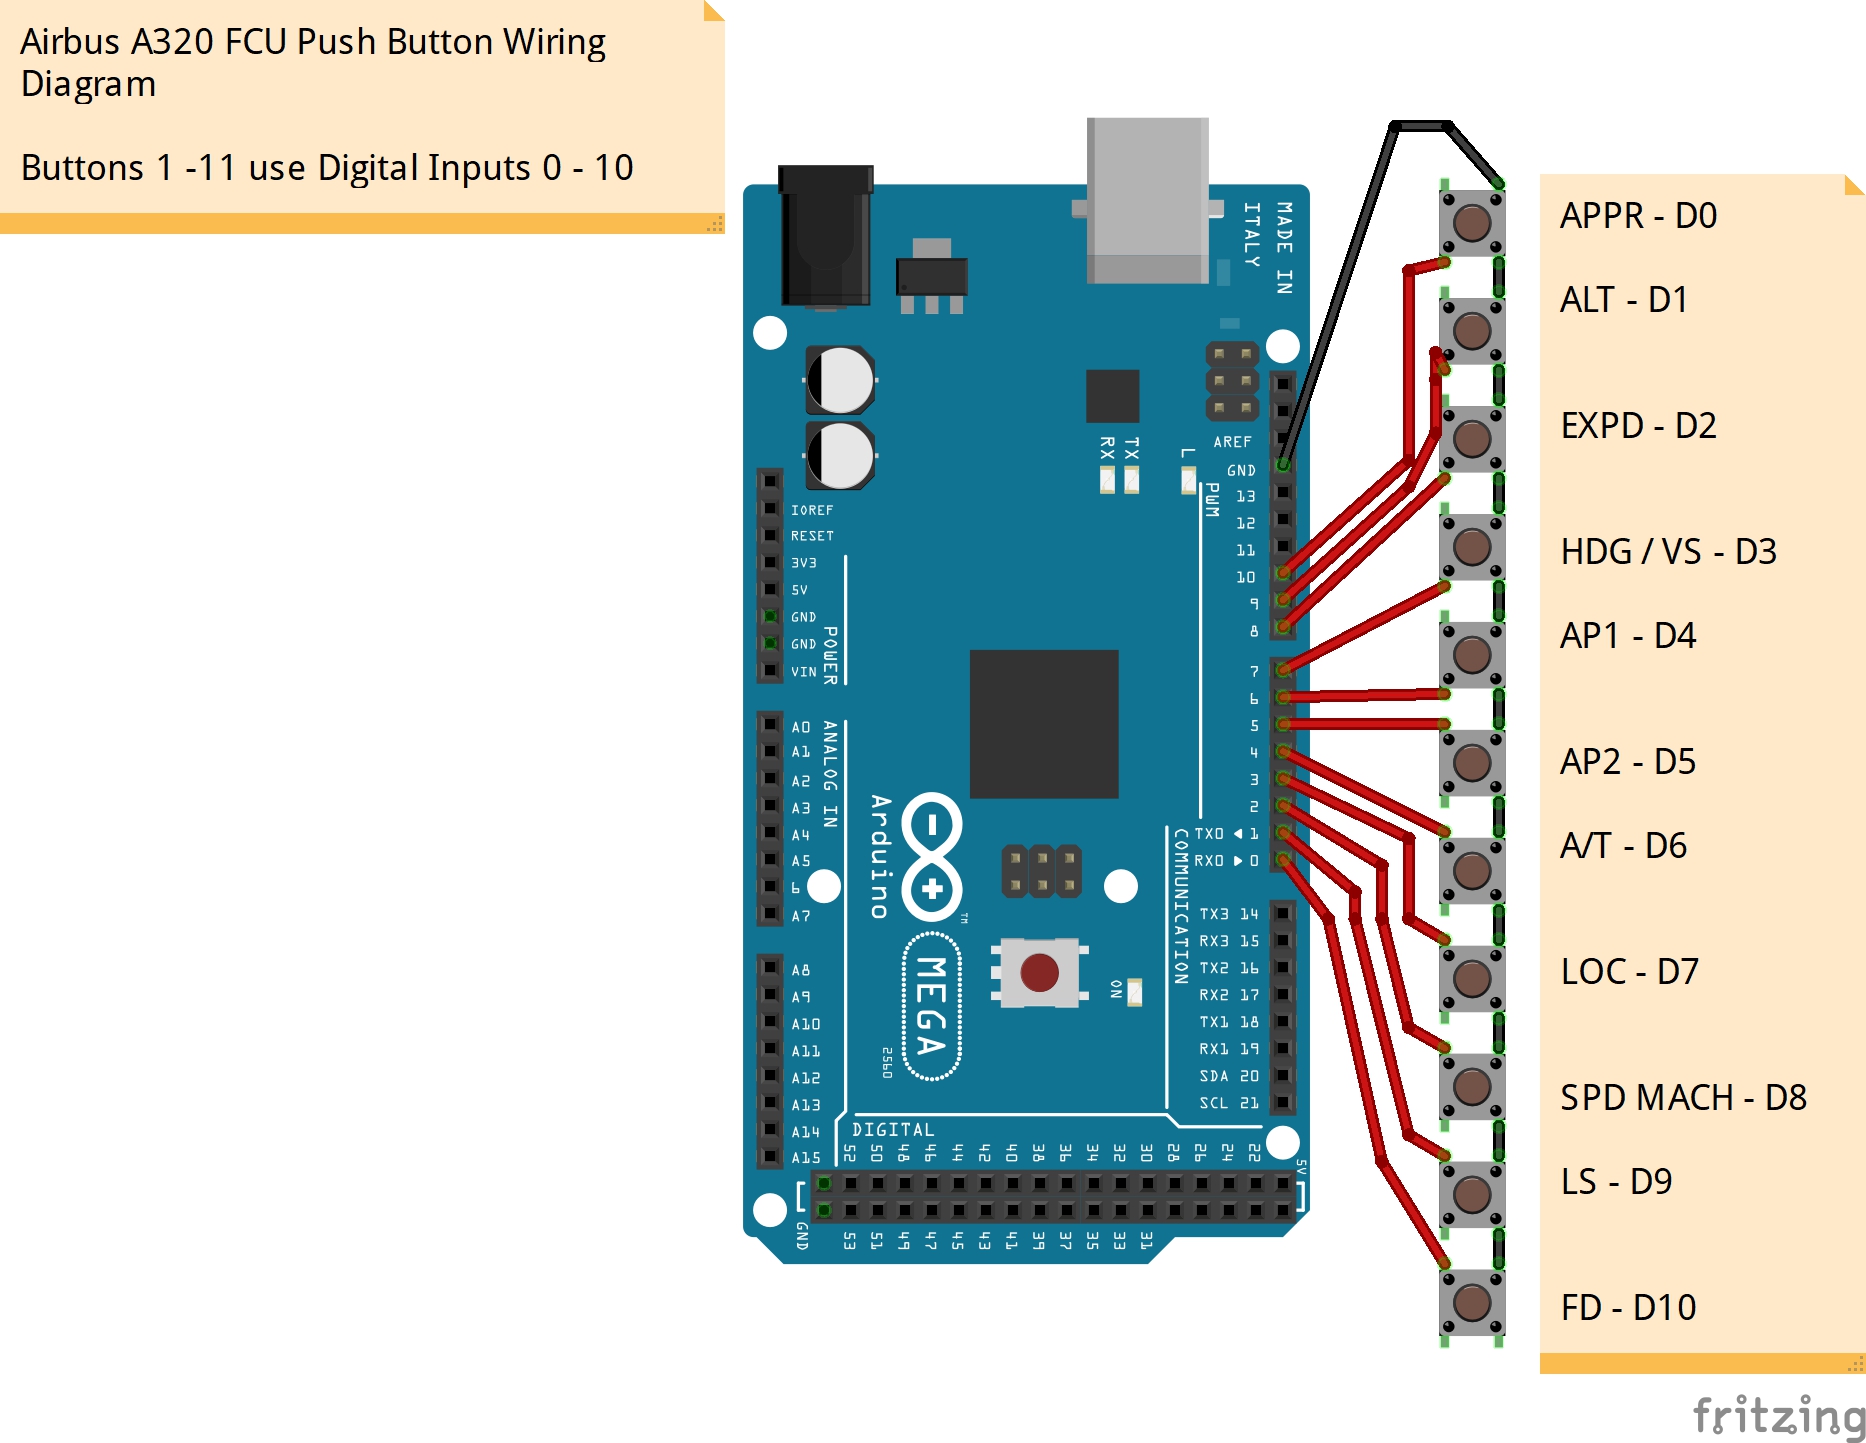 Airbus A320 FCU Push Button Wiring
Diagram
Buttons 1 -11 use Digital Inputs 0 - 10
MADE IN
ITALY
RX
TX
L
AREF
GND
PWM
13
12
11
10
9
8
7
6
5
4
3
2
TX0 ◀ 1
RX0 ▶ 0
COMMUNICATION
TX3 14
RX3 15
TX2 16
RX2 17
TX1 18
RX1 19
SDA 20
SCL 21
IOREF
RESET
3V3
5V
GND
GND
VIN
POWER
A0
A1
A2
A3
A4
A5
6
A7
ANALOG IN
A8
A9
A10
A11
A12
A13
A14
A15
Arduino
TM
MEGA
2560
ON
DIGITAL
52 50 48 46 44 42 40 38 36 34 32 30 28 26 24 22
5V
GND
53 51 49 47 45 43 41 39 37 35 33 31
APPR - D0
ALT - D1
EXPD - D2
HDG / VS - D3
AP1 - D4
AP2 - D5
A/T - D6
LOC - D7
SPD MACH - D8
LS - D9
FD - D10
fritzing